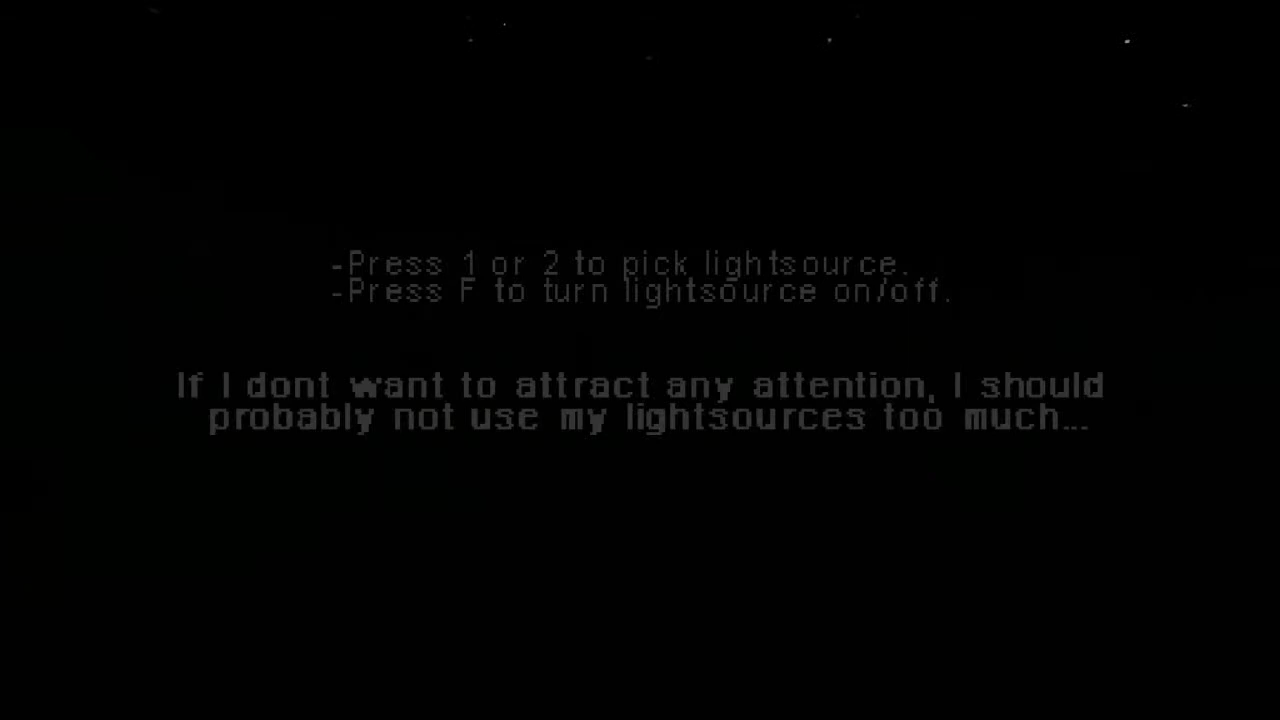 -Press 1 or 2 to pick lightsource.
-Press F to turn lightsource on/off.
If I dont want to attract any attention, I should
probably not use my lightsources too much...